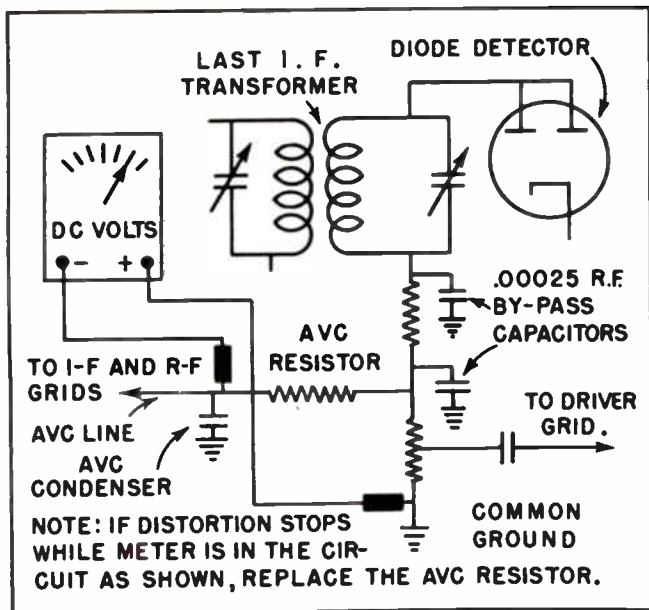 LAST I. F.
TRANSFORMER
DIODE DETECTOR
DC VOLTS
- +
.00025 R.F.
BY-PASS
CAPACITORS
AVC
RESISTOR
TO I-F AND R-F
GRIDS
AVC LINE
AVC
CONDENSER
TO DRIVER
GRID.
COMMON
GROUND
NOTE: IF DISTORTION STOPS
WHILE METER IS IN THE CIR-
CUIT AS SHOWN, REPLACE THE AVC RESISTOR.